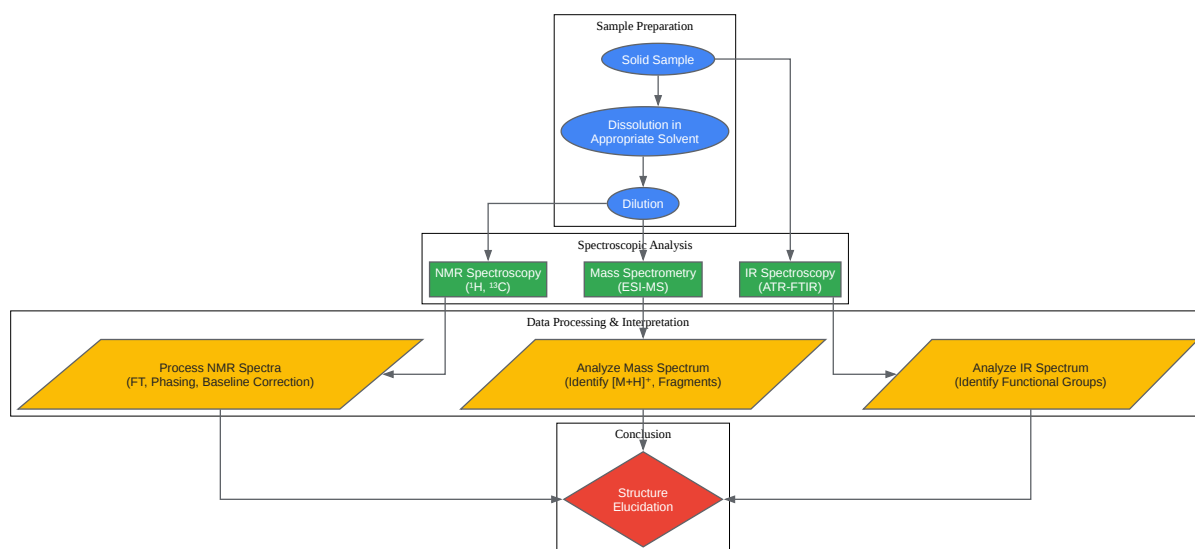 Sample Preparation
Solid Sample
Dissolution in
Appropriate Solvent
Dilution
Spectroscopic Analysis
NMR Spectroscopy
(¹H, ¹³C)
Mass Spectrometry
(ESI-MS)
IR Spectroscopy
(ATR-FTIR)
Data Processing & Interpretation
Process NMR Spectra
(FT, Phasing, Baseline Correction)
Analyze Mass Spectrum
(Identify [M+H]⁺, Fragments)
Analyze IR Spectrum
(Identify Functional Groups)
Conclusion
Structure
Elucidation